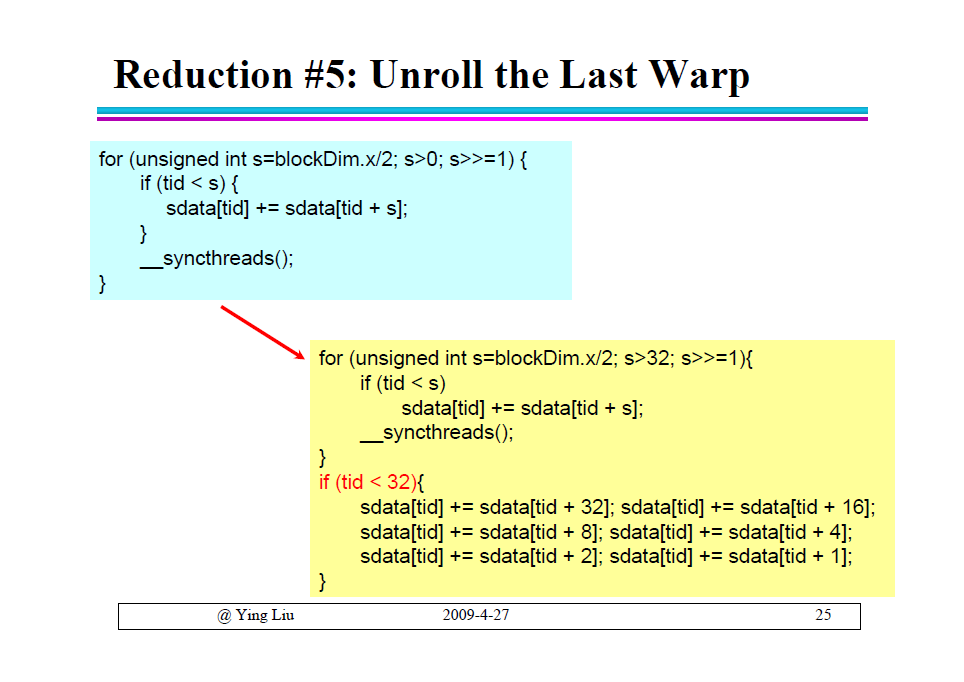 Reduction #5: Unroll the Last Warp
for (unsigned int s=blockDim.x/2; s>0; s>>=1) {
if (tid < s) {
sdata[tid] += sdata[tid + s];
}
__syncthreads();
}
for (unsigned int s=blockDim.x/2; s>32; s>>=1){
if (tid < s)
sdata[tid] += sdata[tid + s];
__syncthreads();
}
if (tid < 32){
sdata[tid] += sdata[tid + 32]; sdata[tid] += sdata[tid + 16];
sdata[tid] += sdata[tid + 8]; sdata[tid] += sdata[tid + 4];
sdata[tid] += sdata[tid + 2]; sdata[tid] += sdata[tid + 1];
}
@ Ying Liu 2009-4-27 25